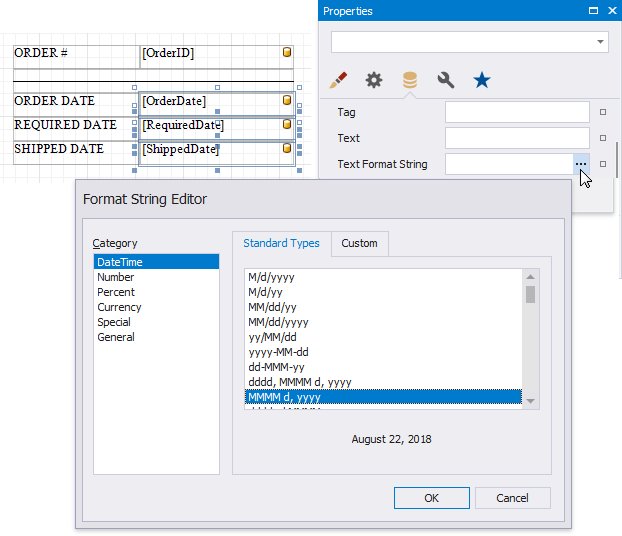 Properties
ORDER # [OrderID]
ORDER DATE [OrderDate]
REQUIRED DATE [RequiredDate]
SHIPPED DATE [ShippedDate]
Tag
Text
Text Format String ...
Format String Editor
Category
DateTime
Number
Percent
Currency
Special
General
Standard Types Custom
M/d/yyyy
M/d/yy
MM/dd/yy
MM/dd/yyyy
yy/MM/dd
yyyy-MM-dd
dd-MMM-yy
dddd, MMMM d, yyyy
MMMM d, yyyy
August 22, 2018
OK Cancel